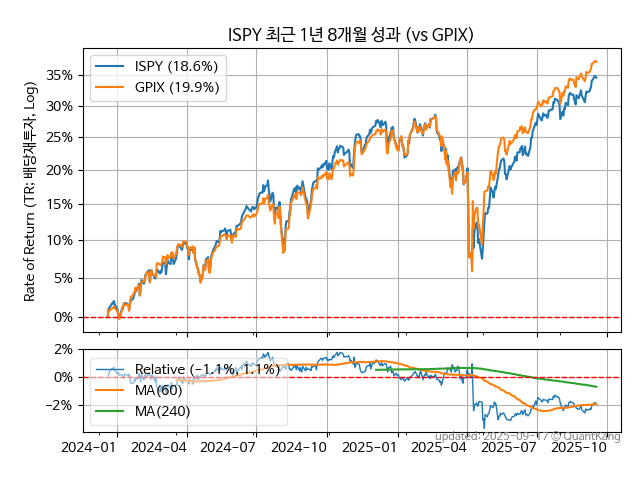 ISPY 최근 1년 8개월 성과 (vs GPIX)
Rate of Return (TR: 배당재투자, Log)
35%
30%
25%
20%
15%
10%
5%
0%
ISPY (18.6%)
GPIX (19.9%)
2%
0%
−2%
Relative (−1.1%, 1.1%)
MA(60)
MA(240)
2024-01
2024-04
2024-07
2024-10
2025-01
2025-04
2025-07
2025-10
updated: 2025-09-17 © QuantKang